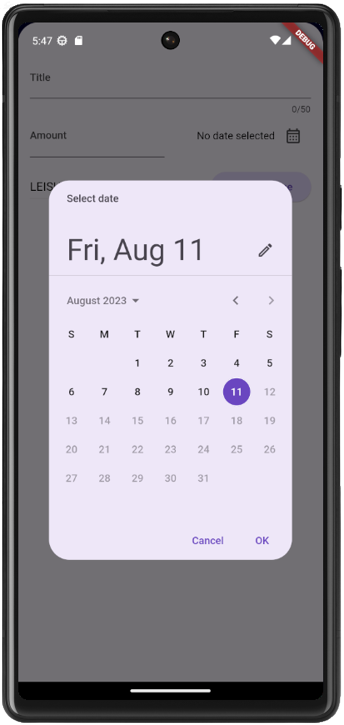 5:47
DEBUG
Title
0/50
Amount No date selected
LEIS
Select date
Fri, Aug 11
August 2023
S M T W T F S
1 2 3 4 5
6 7 8 9 10 11 12
13 14 15 16 17 18 19
20 21 22 23 24 25 26
27 28 29 30 31
Cancel OK